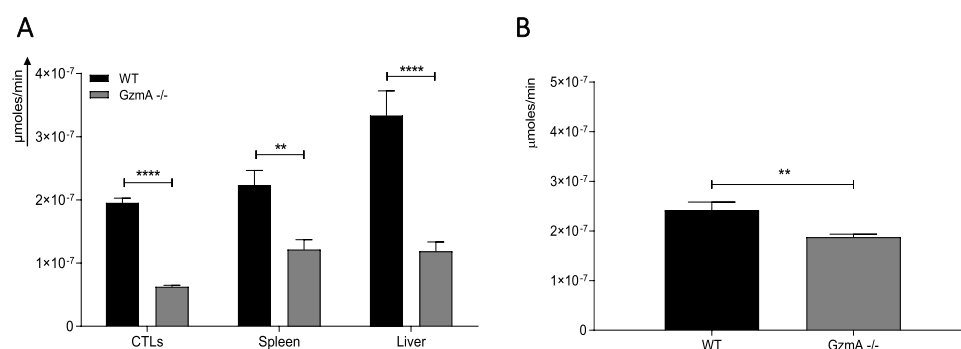 A
μmoles/min
4×10-7
3×10-7
2×10-7
1×10-7
0
WT
GzmA -/-
****
**
****
CTLs
Spleen
Liver
B
μmoles/min
5×10-7
4×10-7
3×10-7
2×10-7
1×10-7
0
**
WT
GzmA -/-